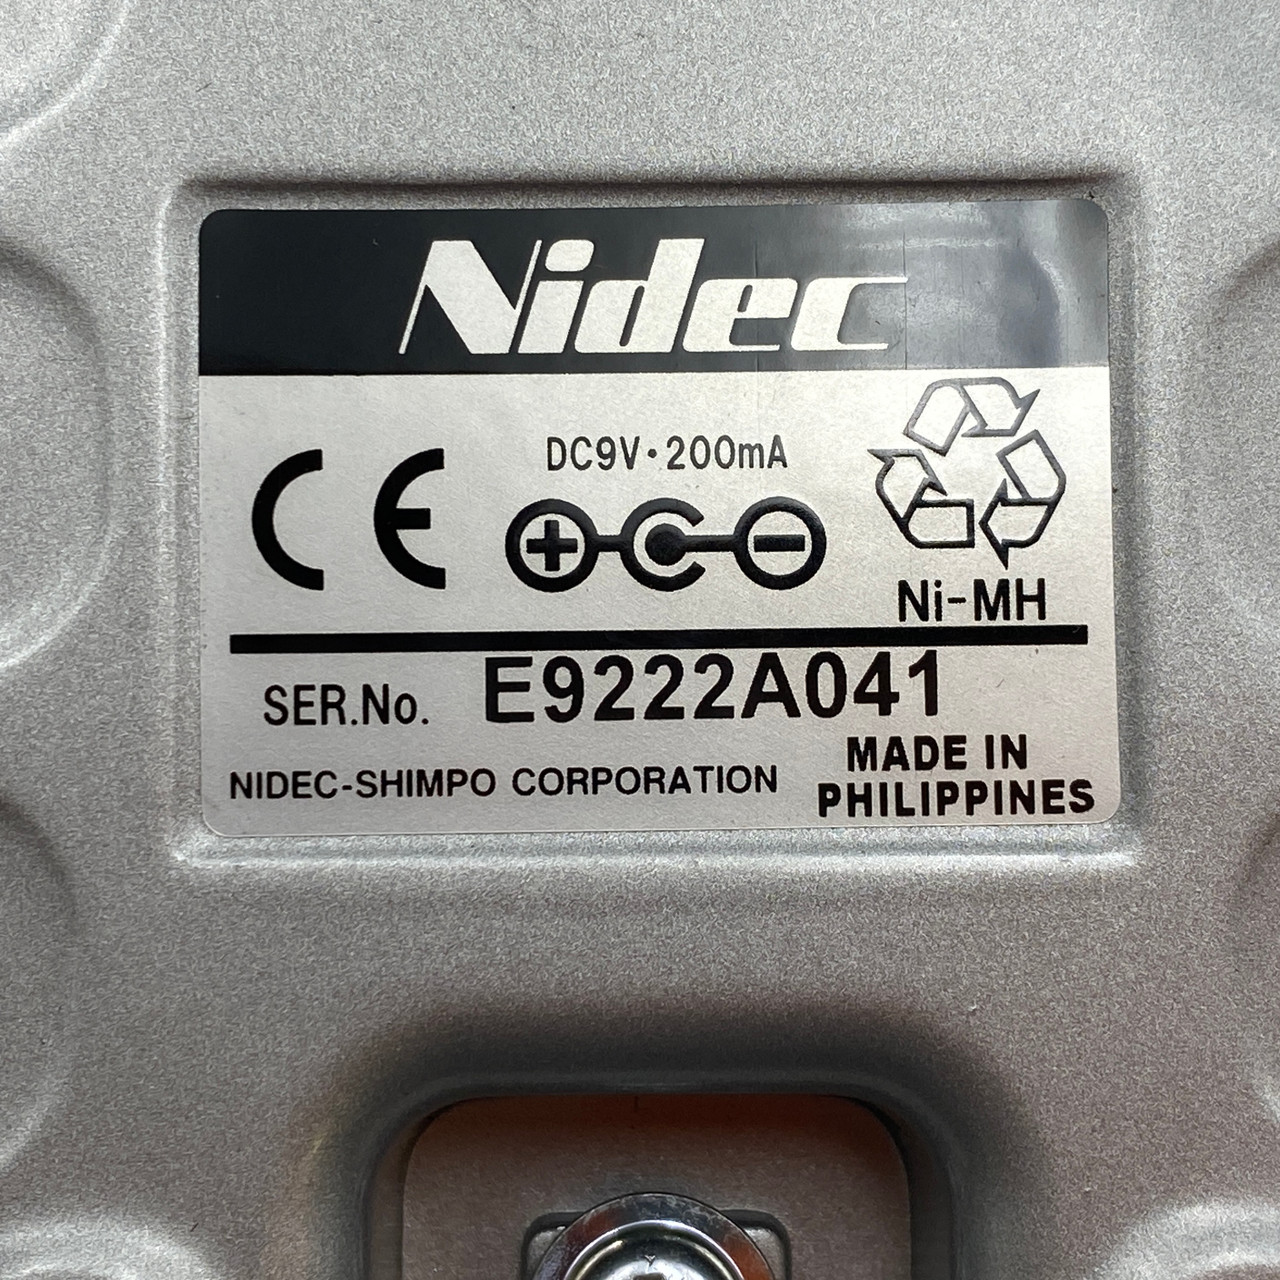 Nidec
CE
DC9V・200mA
Ni-MH
SER.No. E9222A041
NIDEC-SHIMPO CORPORATION
MADE IN
PHILIPPINES